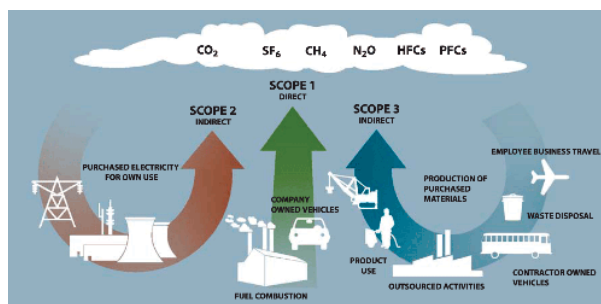 CO₂ SF₆ CH₄ N₂O HFCs PFCs
SCOPE 1
DIRECT
SCOPE 2
INDIRECT
SCOPE 3
INDIRECT
PURCHASED ELECTRICITY
FOR OWN USE
COMPANY
OWNED VEHICLES
FUEL COMBUSTION
PRODUCT
USE
PRODUCTION OF
PURCHASED
MATERIALS
OUTSOURCED ACTIVITIES
EMPLOYEE BUSINESS TRAVEL
WASTE DISPOSAL
CONTRACTOR OWNED
VEHICLES